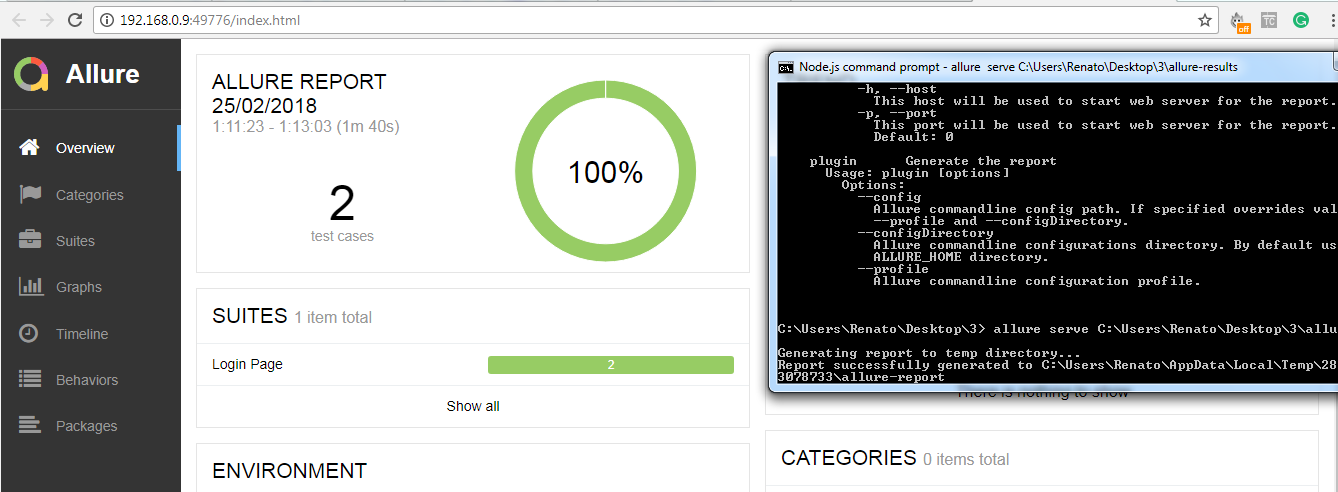 192.168.0.9:49776/index.html
off
TC
Allure
Overview
Categories
Suites
Graphs
Timeline
Behaviors
Packages
ALLURE REPORT
25/02/2018
1:11:23 - 1:13:03 (1m 40s)
2
test cases
100%
SUITES 1 item total
Login Page
2
Show all
ENVIRONMENT
Node.js command prompt - allure  serve C:\Users\Renato\Desktop\3\allure-results
-h, --host
This host will be used to start web server for the report.
-p, --port
This port will be used to start web server for the report.
Default: 0
plugin      Generate the report
Usage: plugin [options]
Options:
--config
Allure commandline config path. If specified overrides val
--profile and --configDirectory.
--configDirectory
Allure commandline configurations directory. By default us
ALLURE_HOME directory.
--profile
Allure commandline configuration profile.
C:\Users\Renato\Desktop\3> allure serve C:\Users\Renato\Desktop\3\allu
Generating report to temp directory...
Report successfully generated to C:\Users\Renato\AppData\Local\Temp\28
3078733\allure-report
There is nothing to show
CATEGORIES 0 items total